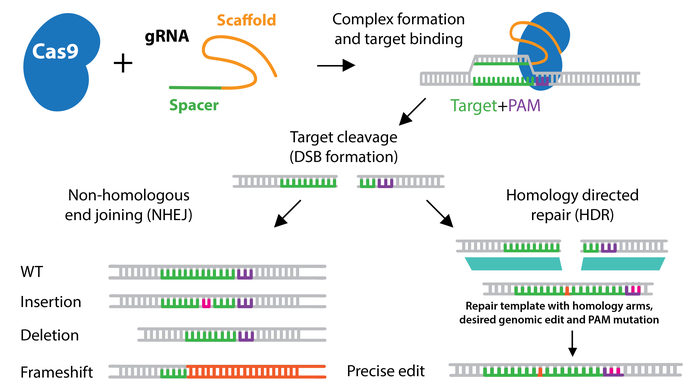 Cas9
+
gRNA
Scaffold
Spacer
Complex formation
and target binding
Target+PAM
Target cleavage
(DSB formation)
Non-homologous
end joining (NHEJ)
Homology directed
repair (HDR)
WT
Insertion
Deletion
Frameshift
Repair template with homology arms,
desired genomic edit and PAM mutation
Precise edit